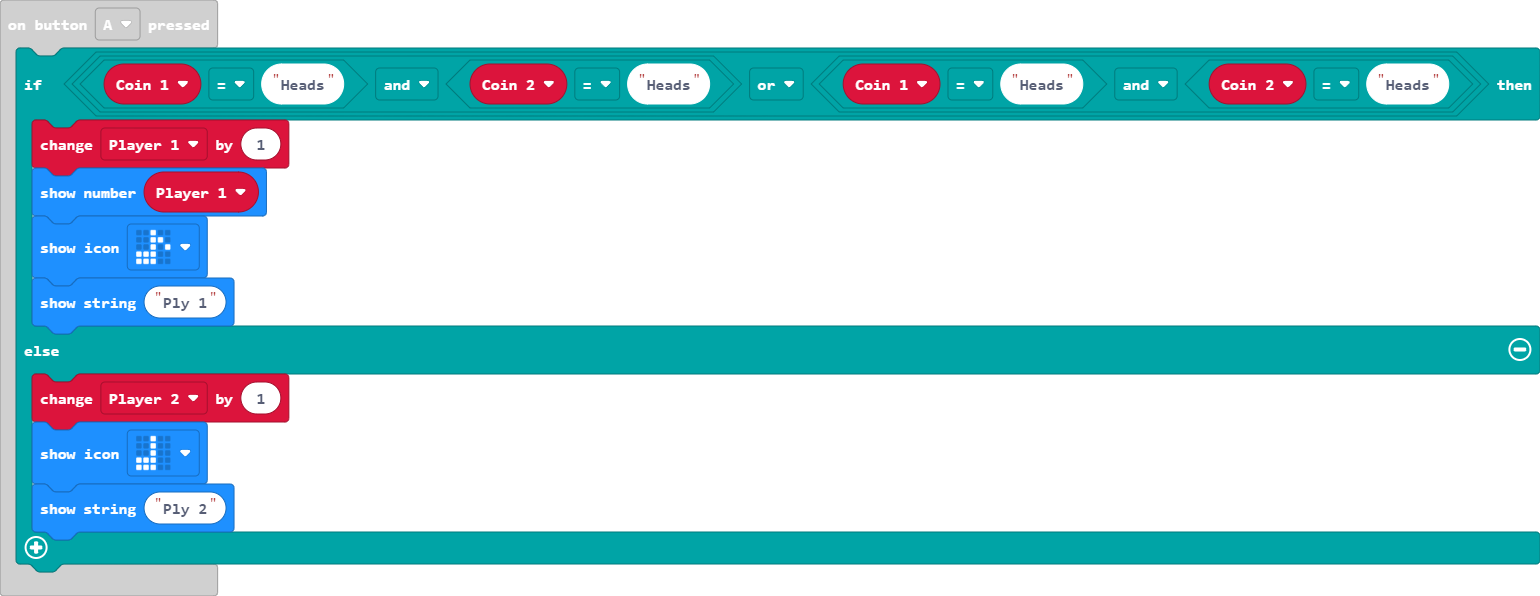 on button A pressed
if Coin 1 = "Heads" and Coin 2 = "Heads" or Coin 1 = "Heads" and Coin 2 = "Heads" then
change Player 1 by 1
show number Player 1
show icon
show string "Ply 1"
else
change Player 2 by 1
show icon
show string "Ply 2"